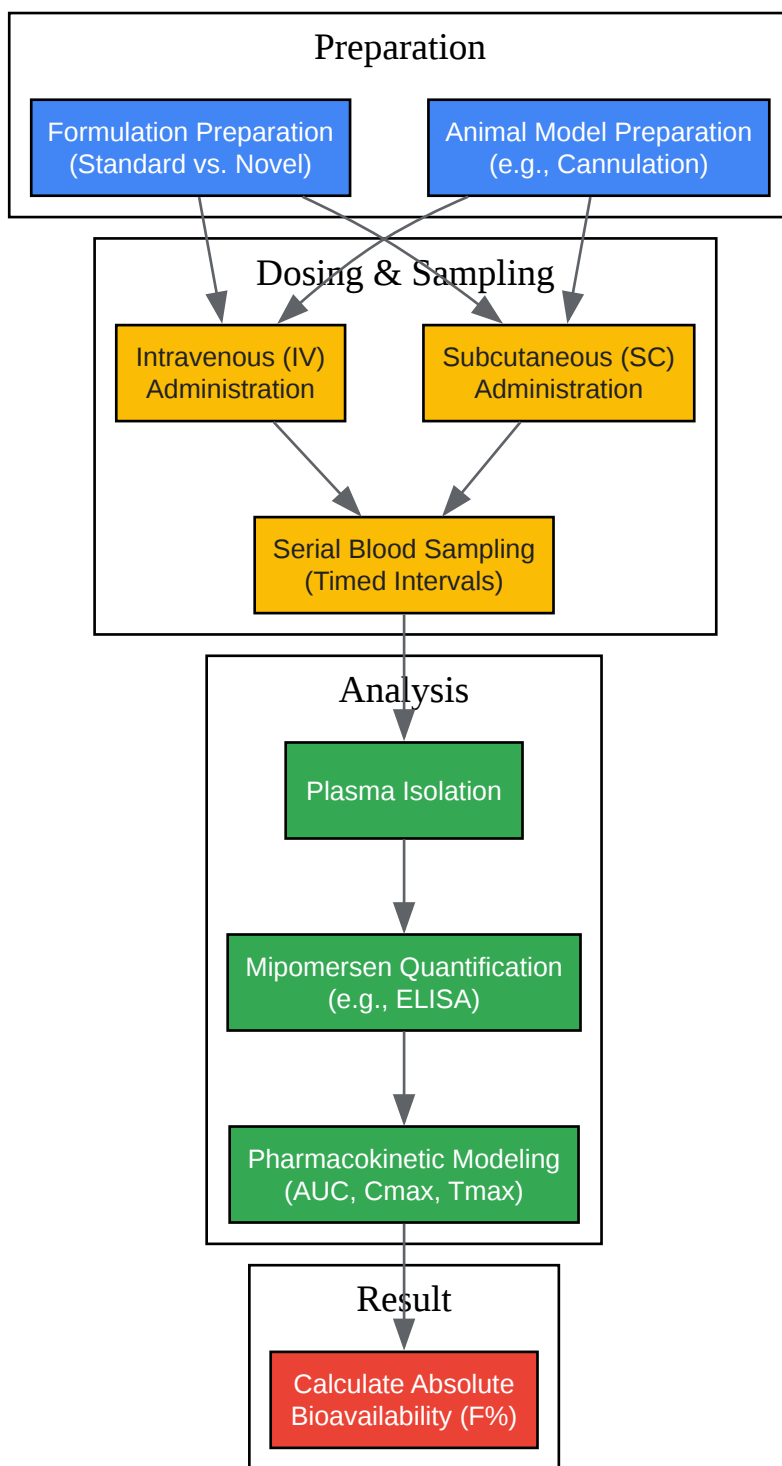 Preparation
Formulation Preparation
(Standard vs. Novel)
Animal Model Preparation
(e.g., Cannulation)
Dosing & Sampling
Intravenous (IV)
Administration
Subcutaneous (SC)
Administration
Serial Blood Sampling
(Timed Intervals)
Analysis
Plasma Isolation
Mipomersen Quantification
(e.g., ELISA)
Pharmacokinetic Modeling
(AUC, Cmax, Tmax)
Result
Calculate Absolute
Bioavailability (F%)